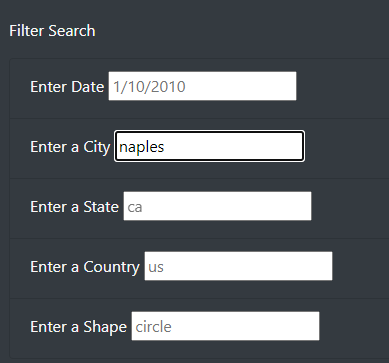 Filter Search
Enter Date 1/10/2010
Enter a City naples
Enter a State ca
Enter a Country us
Enter a Shape circle